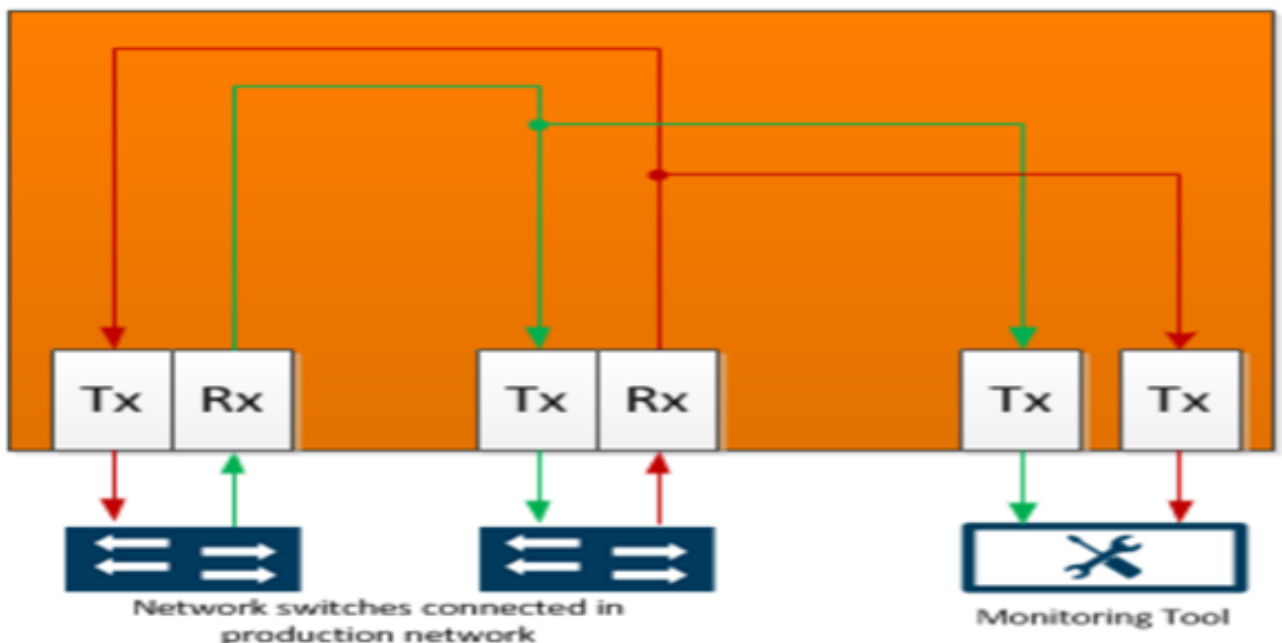 Tx Rx Tx Rx Tx Tx
Network switches connected in
production network
Monitoring Tool